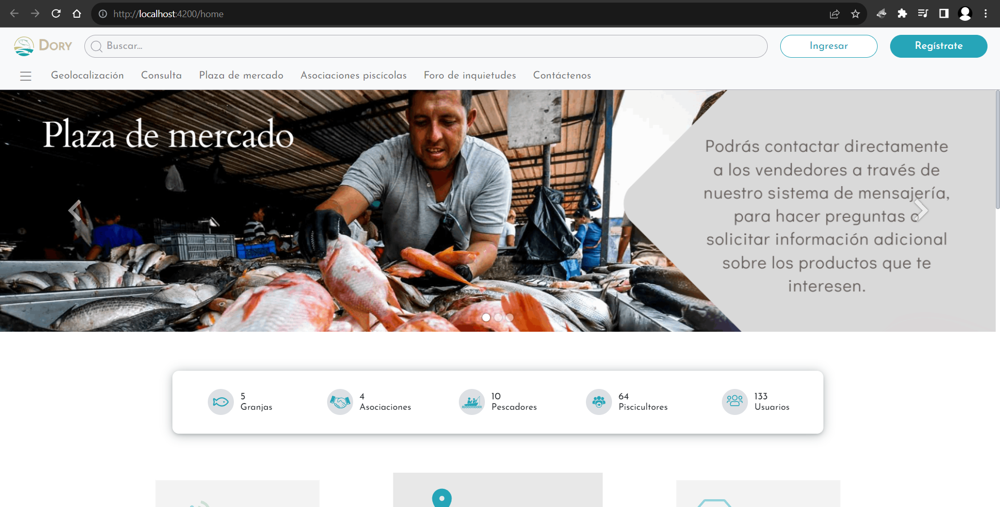 http://localhost:4200/home
DORY
Buscar...
Ingresar
Regístrate
Geolocalización
Consulta
Plaza de mercado
Asociaciones piscícolas
Foro de inquietudes
Contáctenos
Plaza de mercado
Podrás contactar directamente
a los vendedores a través de
nuestro sistema de mensajería,
para hacer preguntas o
solicitar información adicional
sobre los productos que te
interesen.
5
Granjas
4
Asociaciones
10
Pescadores
64
Piscicultores
133
Usuarios